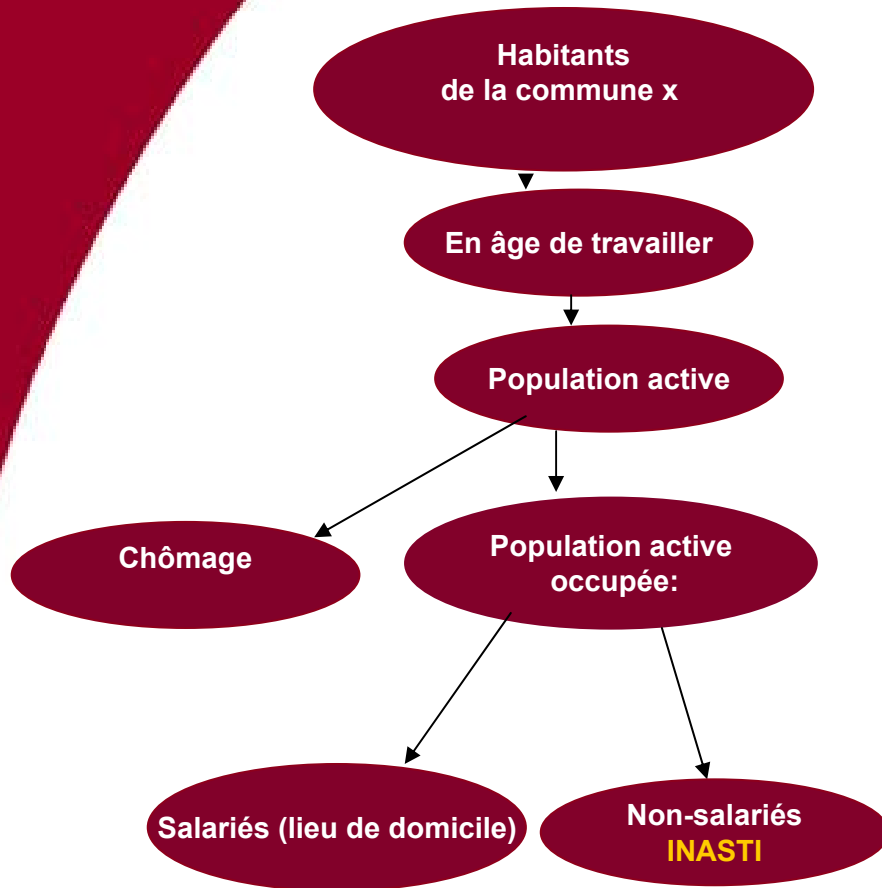 Habitants
de la commune x
En âge de travailler
Population active
Chômage
Population active
occupée:
Salariés (lieu de domicile)
Non-salariés
INASTI